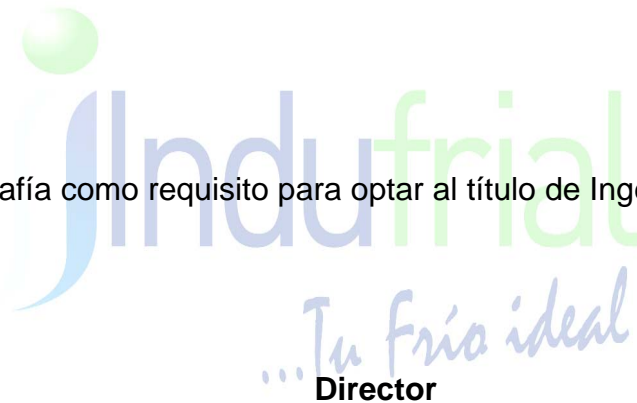 Indufrial
afía como requisito para optar al título de Inge
...Tu frío ideal
Director